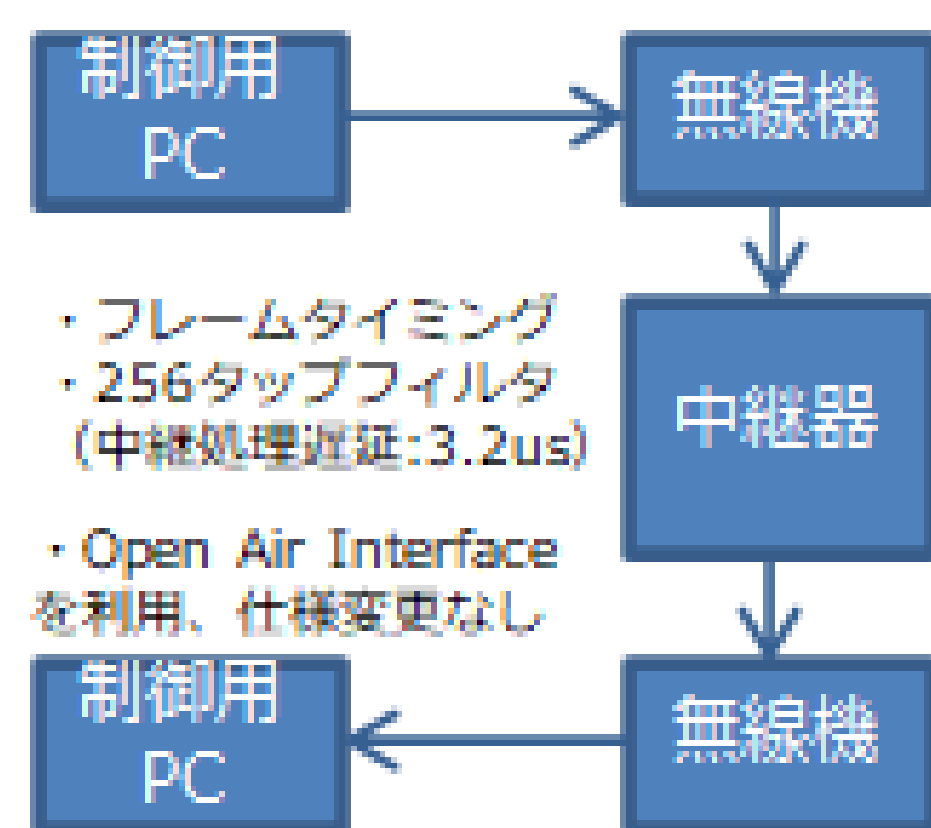 制御用
PC
無線機
・フレームタイミング
・256タップフィルタ
(中継処理遅延:3.2us)
中継器
・Open Air Interface
を利用、仕様変更なし
制御用
PC
無線機